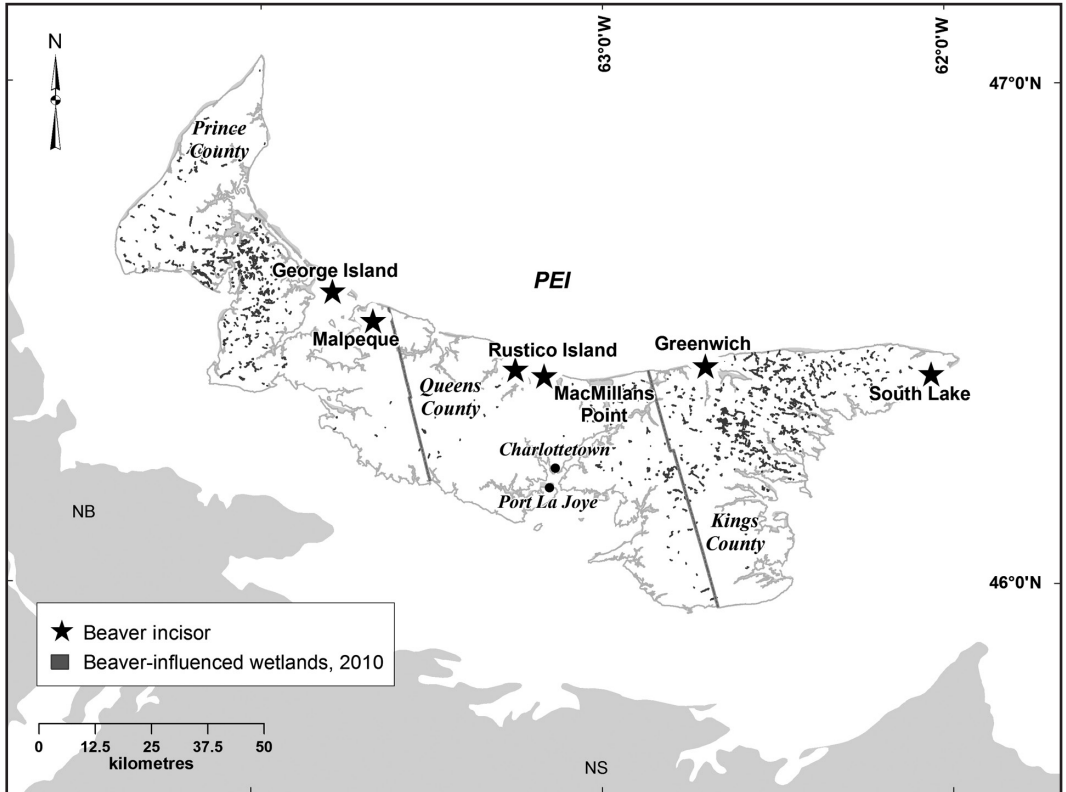 N
63°0'W
62°0'W
47°0'N
Prince
County
George Island
PEI
Malpeque
Rustico Island
Greenwich
Queens
County
MacMillans
Point
South Lake
Charlottetown
Port La Joye
NB
Kings
County
46°0'N
Beaver incisor
Beaver-influenced wetlands, 2010
0 12.5 25 37.5 50
kilometres
NS